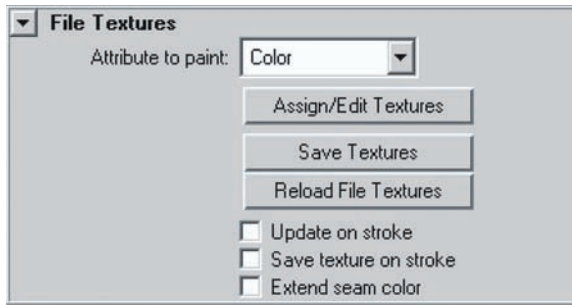 File Textures
Attribute to paint: Color
Assign/Edit Textures
Save Textures
Reload File Textures
Update on stroke
Save texture on stroke
Extend seam color